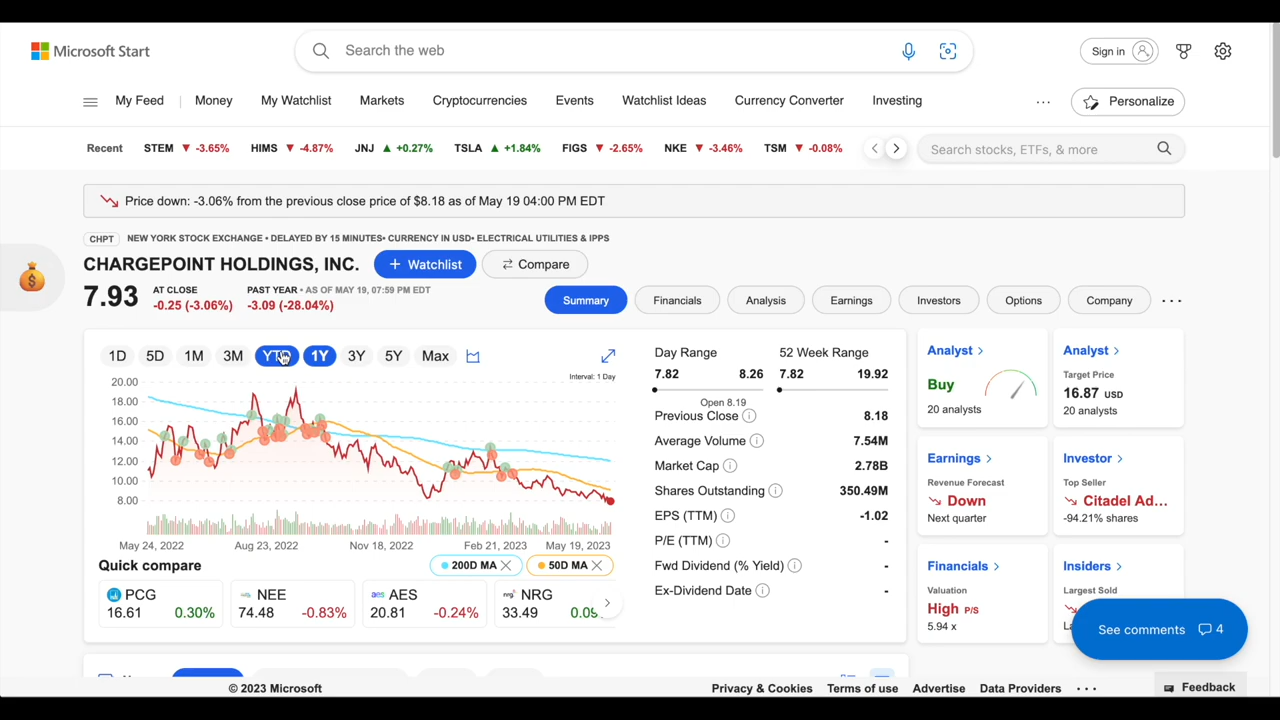 Microsoft Start
Search the web
Sign in
My Feed | Money My Watchlist Markets Cryptocurrencies Events Watchlist Ideas Currency Converter Investing ... Personalize
Recent STEM ▼ -3.65% HIMS ▼ -4.87% JNJ ▲ +0.27% TSLA ▲ +1.84% FIGS ▼ -2.65% NKE ▼ -3.46% TSM ▼ -0.08%
Search stocks, ETFs, & more
Price down: -3.06% from the previous close price of $8.18 as of May 19 04:00 PM EDT
CHPT NEW YORK STOCK EXCHANGE • DELAYED BY 15 MINUTES• CURRENCY IN USD• ELECTRICAL UTILITIES & IPPS
CHARGEPOINT HOLDINGS, INC. + Watchlist Compare
7.93
AT CLOSE
-0.25 (-3.06%)
PAST YEAR • AS OF MAY 19, 07:59 PM EDT
-3.09 (-28.04%)
Summary Financials Analysis Earnings Investors Options Company ...
1D 5D 1M 3M YTD 1Y 3Y 5Y Max
Interval: 1 Day
20.00
18.00
16.00
14.00
12.00
10.00
8.00
May 24, 2022 Aug 23, 2022 Nov 18, 2022 Feb 21, 2023 May 19, 2023
Quick compare
200D MA
50D MA
PCG
16.61 0.30%
NEE
74.48 -0.83%
AES
20.81 -0.24%
NRG
33.49
Day Range
7.82 8.26
Open 8.19
52 Week Range
7.82 19.92
Previous Close 8.18
Average Volume 7.54M
Market Cap 2.78B
Shares Outstanding 350.49M
EPS (TTM) -1.02
P/E (TTM) -
Fwd Dividend (% Yield) -
Ex-Dividend Date -
Analyst >
Buy
20 analysts
Analyst >
Target Price
16.87 USD
20 analysts
Earnings >
Revenue Forecast
Down
Next quarter
Investor >
Top Seller
Citadel Ad...
-94.21% shares
Financials >
Valuation
High P/S
5.94 x
Insiders >
Largest Sold
See comments 4
© 2023 Microsoft
Privacy & Cookies Terms of use Advertise Data Providers ...
Feedback